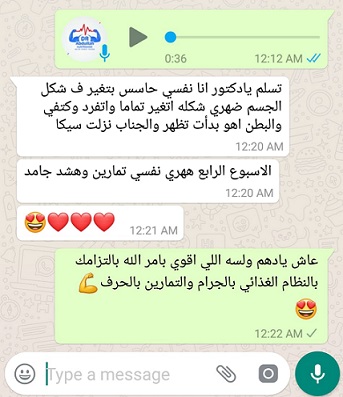 0:36
12:12 AM
تسلم يادكتور انا نفسي حاسس بتغير ف شكل
الجسم ضهري شكله اتغير تماما واتفرد وكتفي
والبطن اهو بدأت تظهر والجناب نزلت سيكا
12:20 AM
الاسبوع الرابع ههري نفسي تمارين وهشد جامد
12:20 AM
😍❤️❤️❤️❤️
12:21 AM
عاش يادهم ولسه اللي اقوي بامر الله بالتزامك
بالنظام الغذائي بالجرام والتمارين بالحرف💪
😍
12:22 AM
Type a message